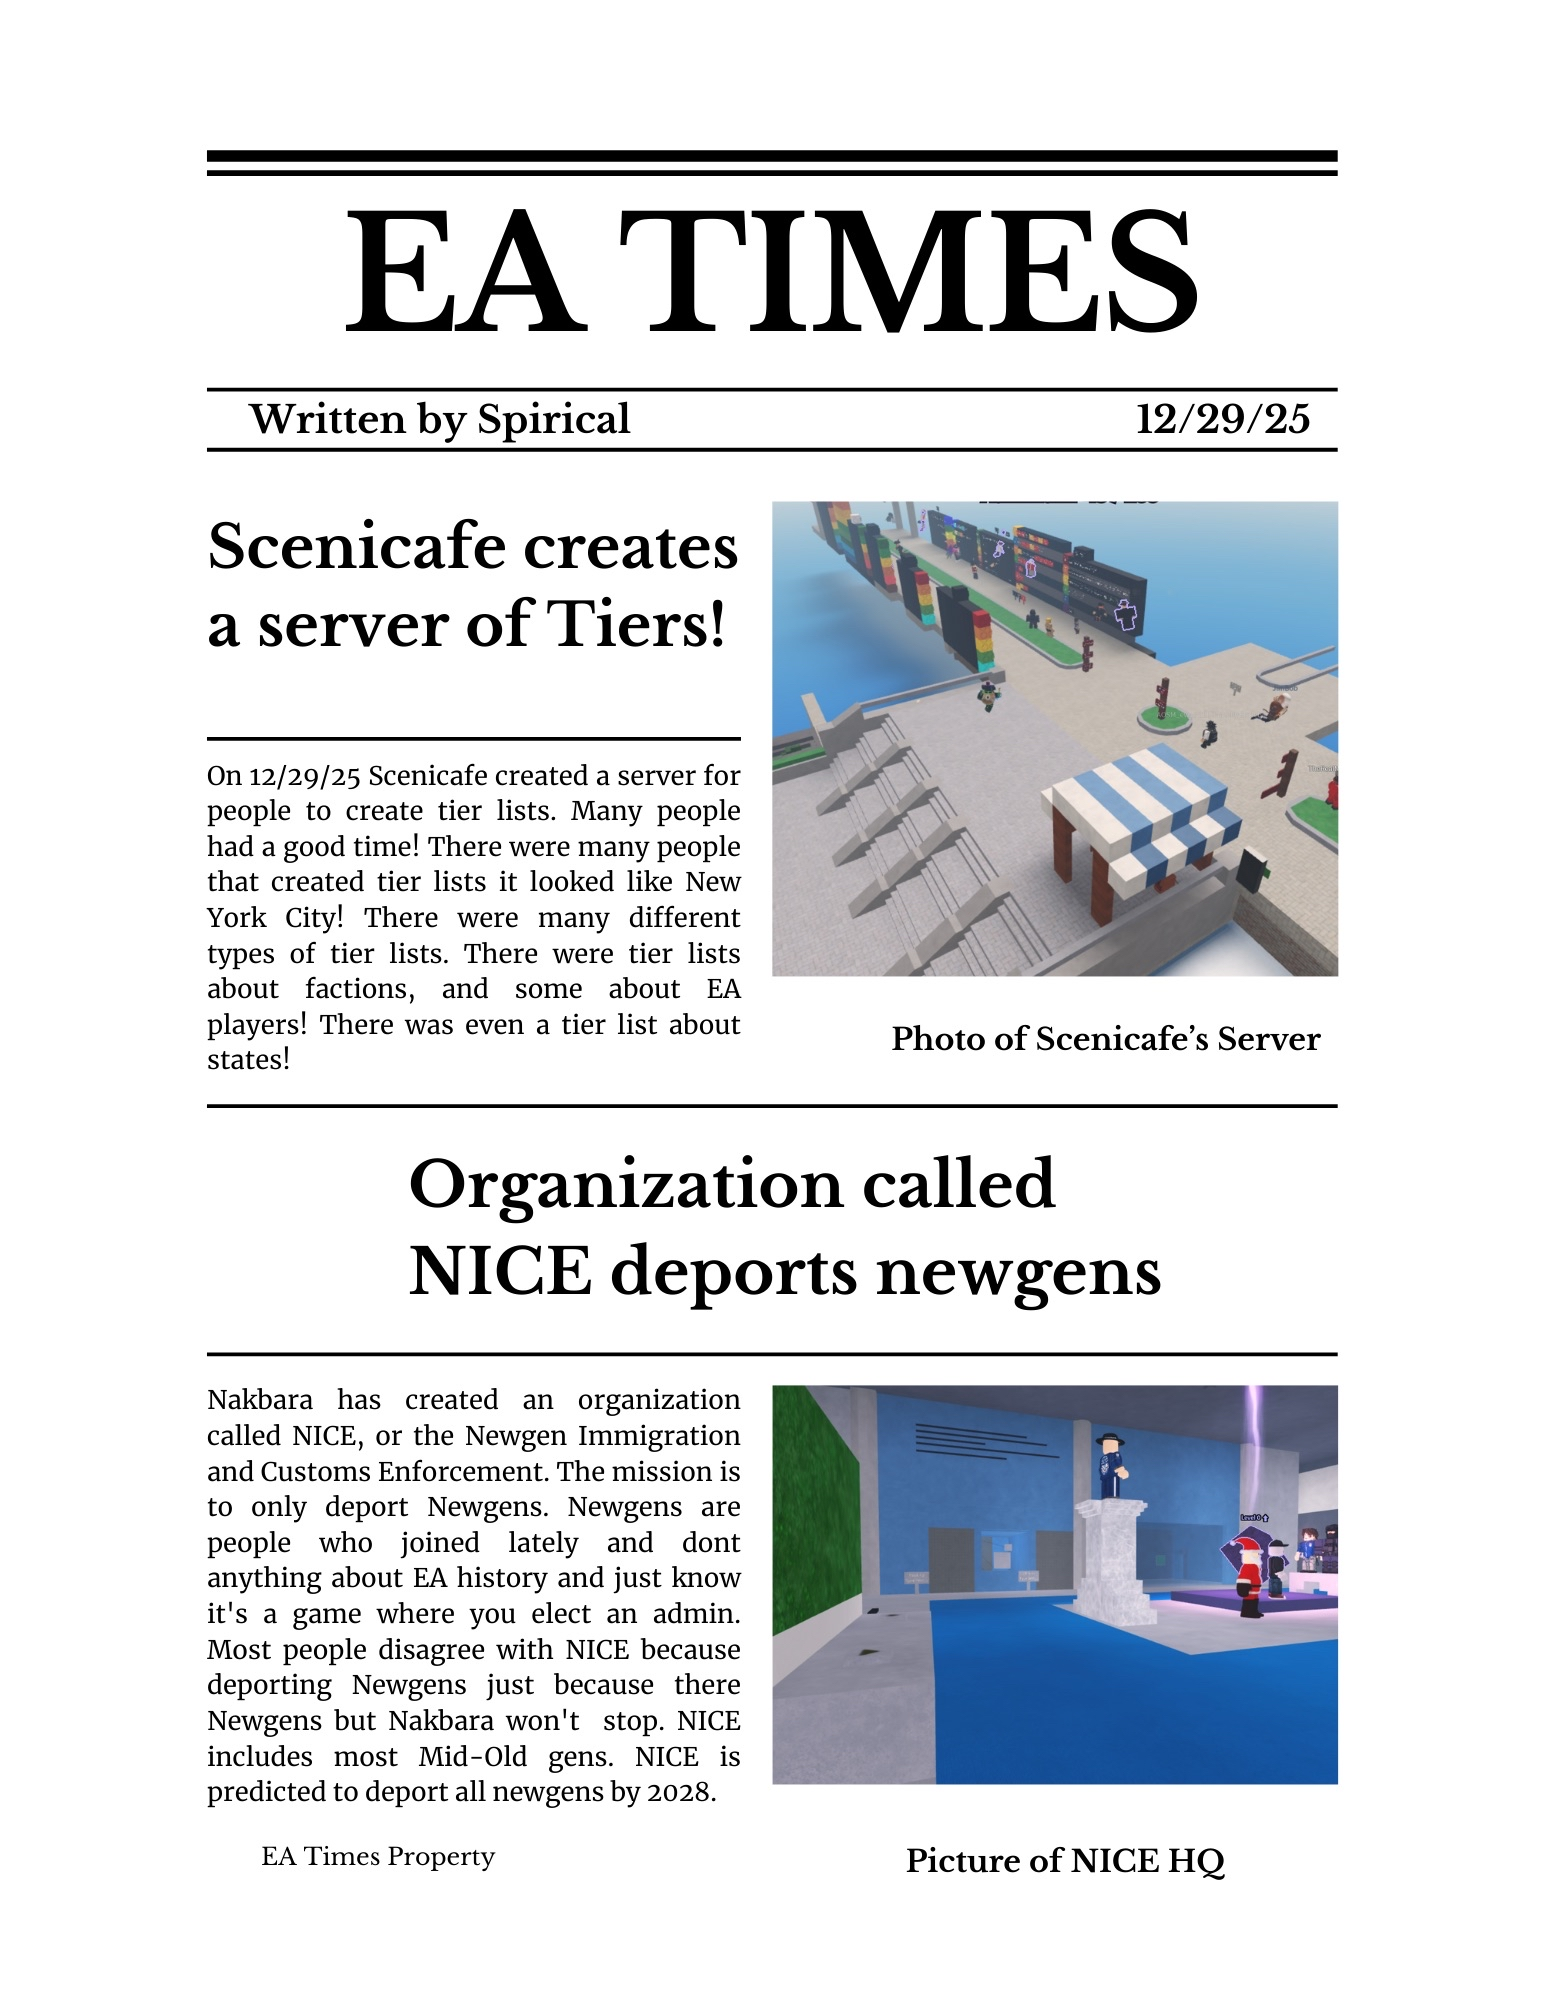 EA TIMES
Written by Spirical
12/29/25
Scenicafe creates
a server of Tiers!
On 12/29/25 Scenicafe created a server for
people to create tier lists. Many people
had a good time! There were many people
that created tier lists it looked like New
York City! There were many different
types of tier lists. There were tier lists
about factions, and some about EA
players! There was even a tier list about
states!
Photo of Scenicafe’s Server
Organization called
NICE deports newgens
Nakbara has created an organization
called NICE, or the Newgen Immigration
and Customs Enforcement. The mission is
to only deport Newgens. Newgens are
people who joined lately and dont
anything about EA history and just know
it's a game where you elect an admin.
Most people disagree with NICE because
deporting Newgens just because there
Newgens but Nakbara won't  stop. NICE
includes most Mid-Old gens. NICE is
predicted to deport all newgens by 2028.
EA Times Property
Picture of NICE HQ